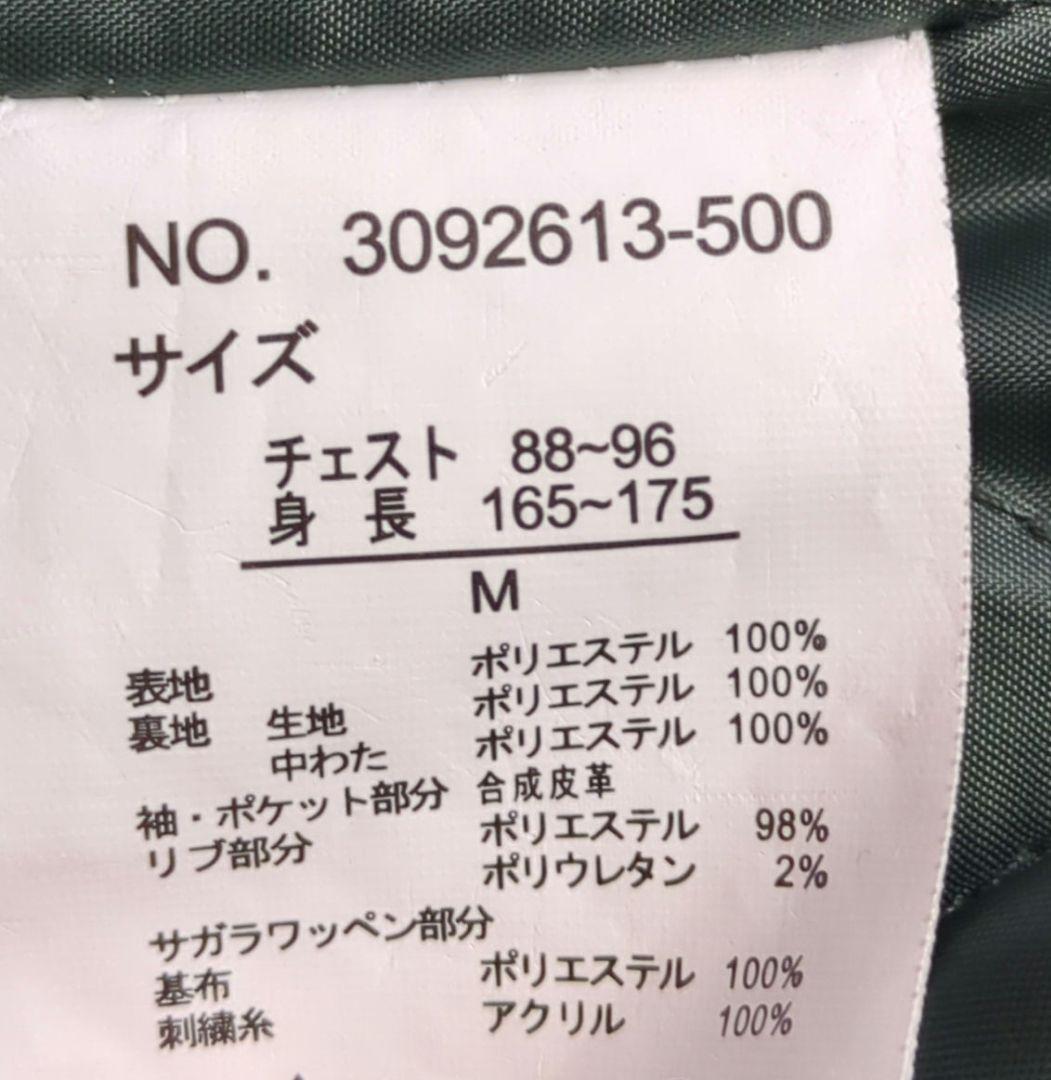 NO. 3092613-500
サイズ
チェスト 88~96
身 長 165~175
M
表地 ポリエステル 100%
裏地 生地 ポリエステル 100%
中わた ポリエステル 100%
袖・ポケット部分 合成皮革
リブ部分 ポリエステル 98%
ポリウレタン 2%
サガラワッペン部分
基布 ポリエステル 100%
刺繍糸 アクリル 100%